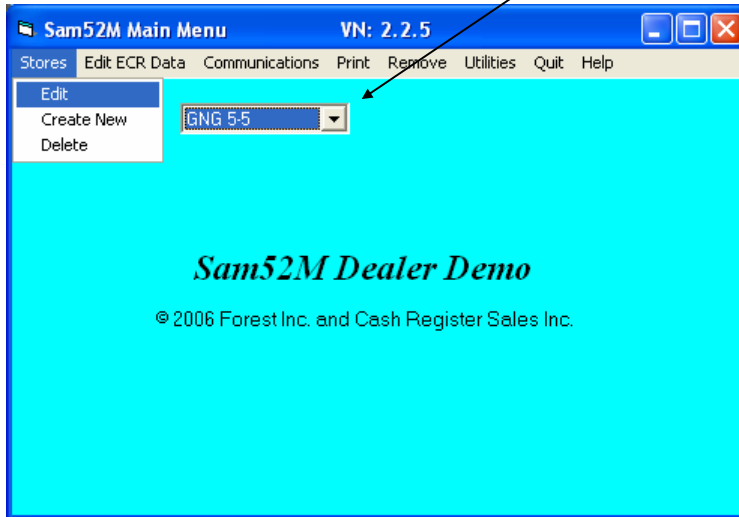 Sam52M Main Menu VN: 2.2.5
Stores Edit ECR Data Communications Print Remove Utilities Quit Help
Edit
Create New
Delete
GNG 5-5
Sam52M Dealer Demo
© 2006 Forest Inc. and Cash Register Sales Inc.